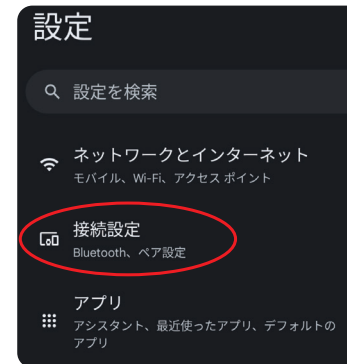 設定
設定を検索
ネットワークとインターネット
モバイル、Wi-Fi、アクセス ポイント
接続設定
Bluetooth、ペア設定
アプリ
アシスタント、最近使ったアプリ、デフォルトの
アプリ